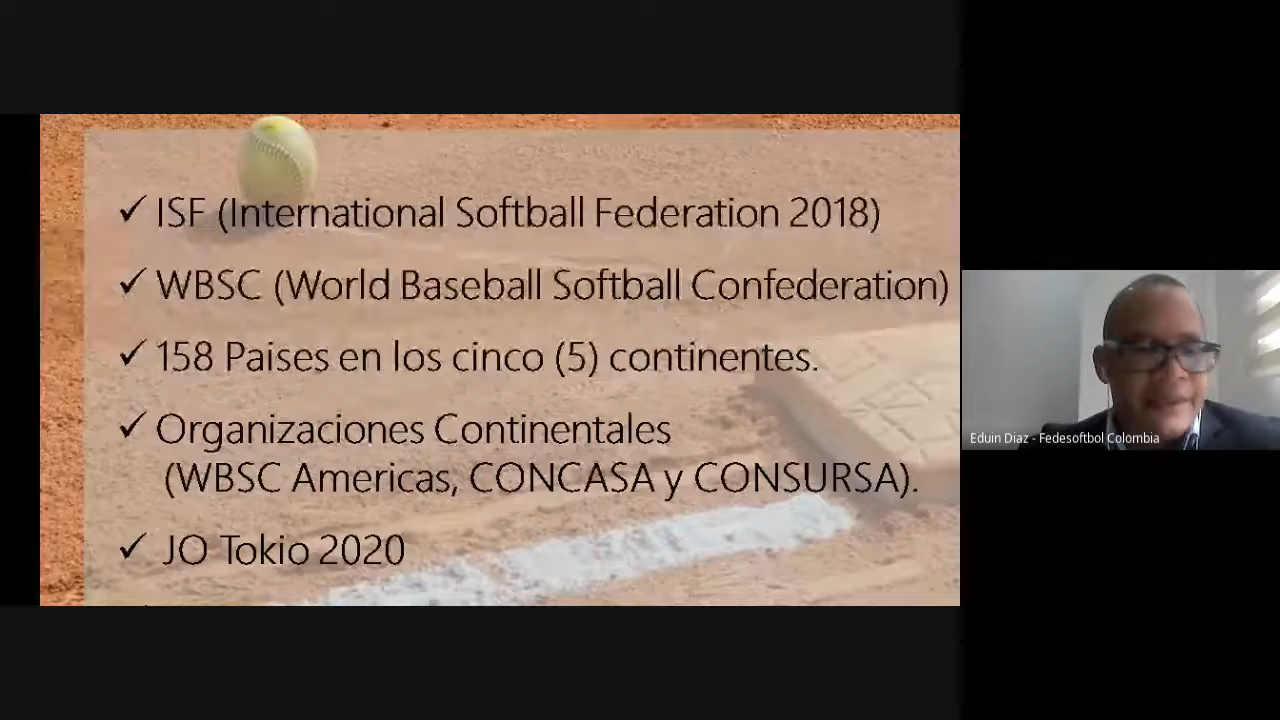 ✓ ISF (International Softball Federation 2018)
✓ WBSC (World Baseball Softball Confederation)
✓ 158 Paises en los cinco (5) continentes.
✓ Organizaciones Continentales
(WBSC Americas, CONCASA y CONSURSA).
✓ JO Tokio 2020
Eduin Diaz - Fedesoftbol Colombia